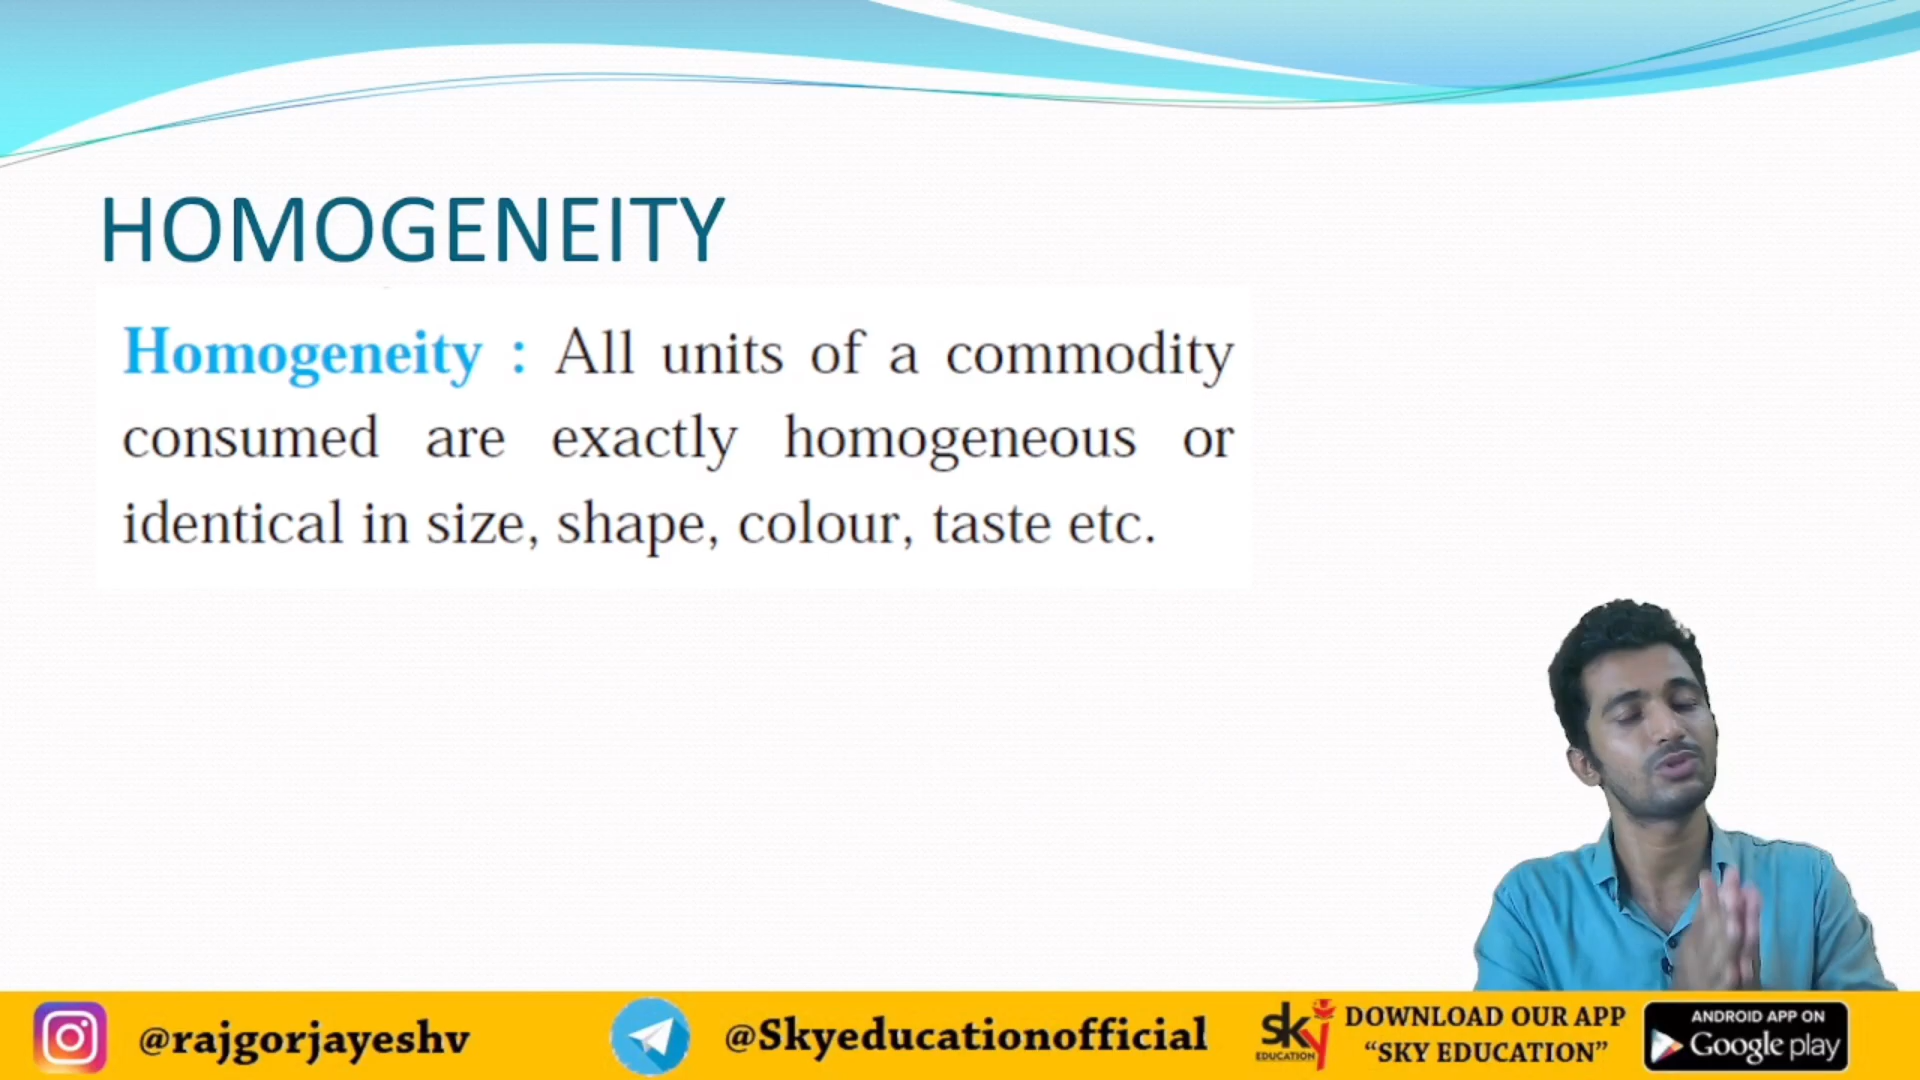 HOMOGENEITY
Homogeneity : All units of a commodity
consumed are exactly homogeneous or
identical in size, shape, colour, taste etc.
@rajgorjayeshv
@Skyeducationofficial
sky
EDUCATION
DOWNLOAD OUR APP
“SKY EDUCATION”
ANDROID APP ON
Google play